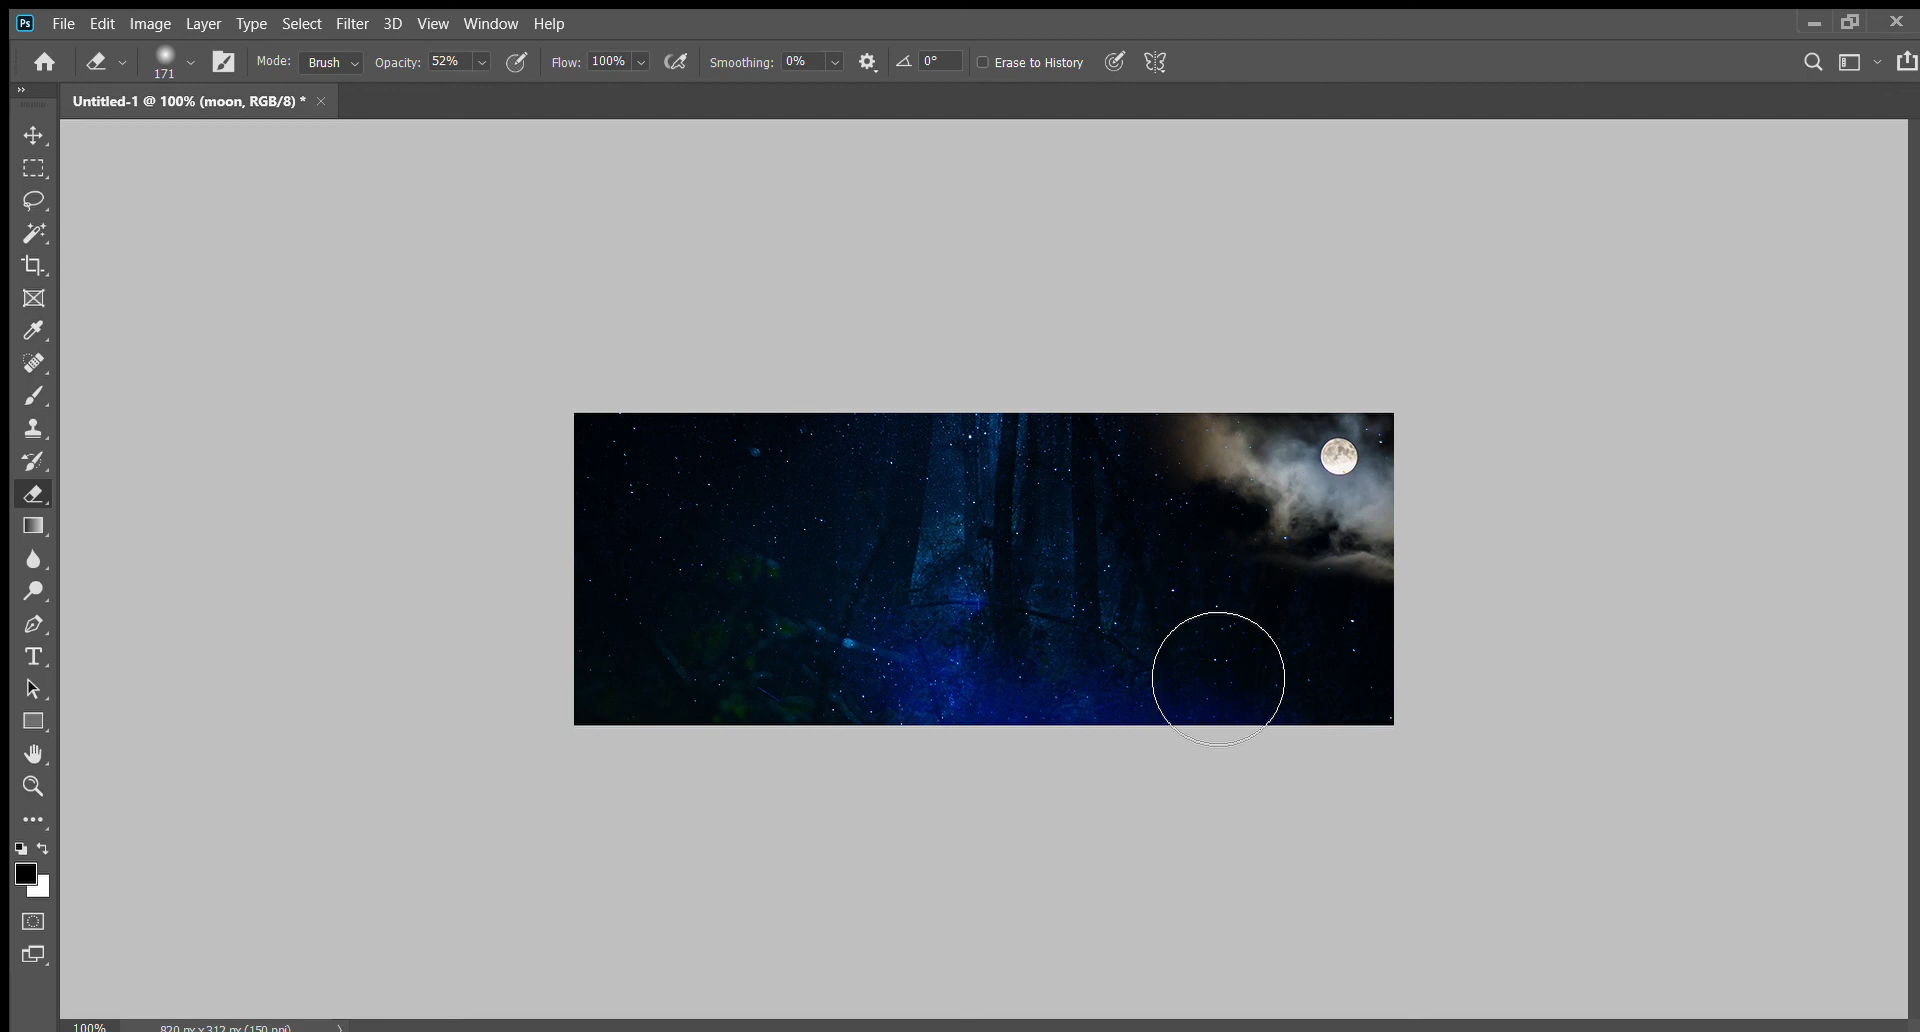 Ps File Edit Image Layer Type Select Filter 3D View Window Help
171 Mode: Brush Opacity: 52% Flow: 100% Smoothing: 0% 0° Erase to History
Untitled-1 @ 100% (moon, RGB/8) *
100% 820 px x 312 px (150 ppi)